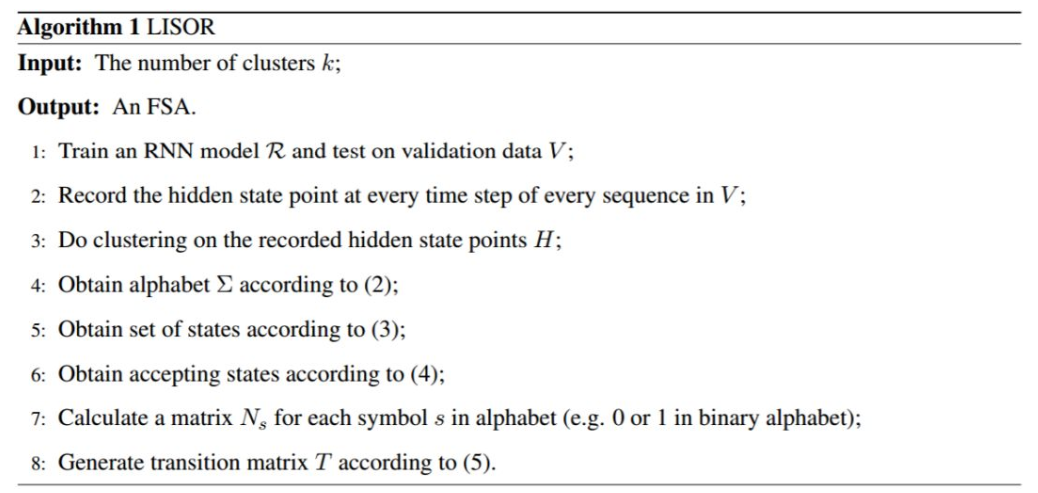 Algorithm 1 LISOR
Input: The number of clusters k;
Output: An FSA.
1: Train an RNN model ℛ and test on validation data V;
2: Record the hidden state point at every time step of every sequence in V;
3: Do clustering on the recorded hidden state points H;
4: Obtain alphabet Σ according to (2);
5: Obtain set of states according to (3);
6: Obtain accepting states according to (4);
7: Calculate a matrix Nₛ for each symbol s in alphabet (e.g. 0 or 1 in binary alphabet);
8: Generate transition matrix T according to (5).